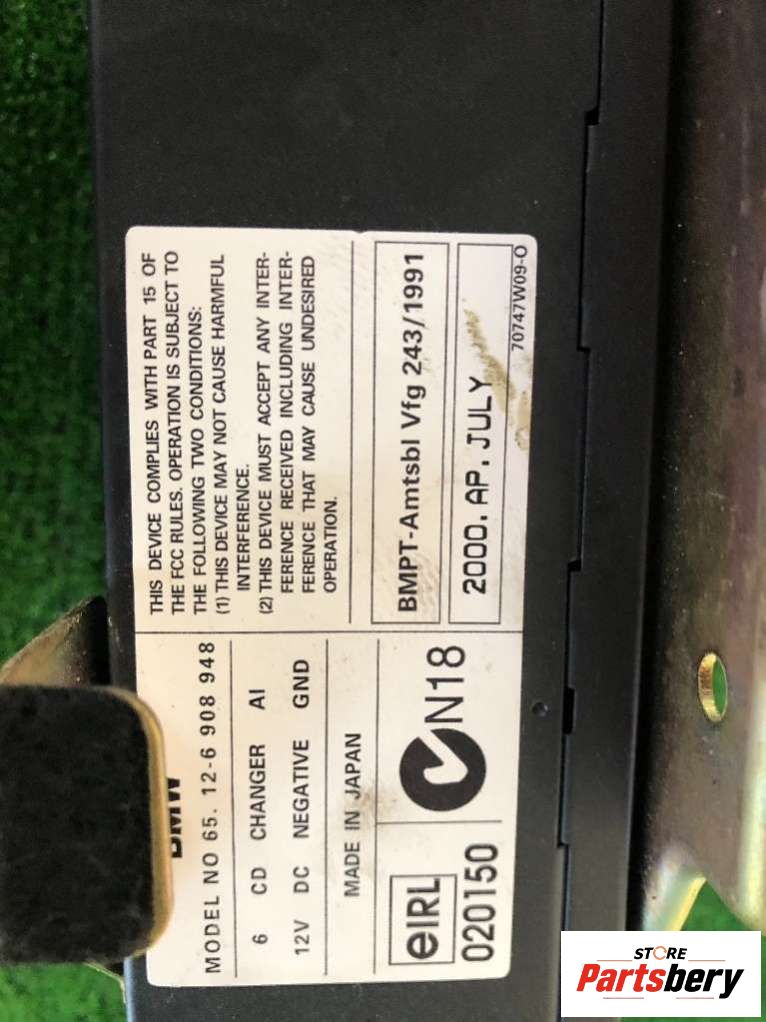 BMW
MODEL NO 65. 12-6 908 948
6 CD CHANGER AI
12V DC NEGATIVE GND
MADE IN JAPAN
eIRL
020150
N18
THIS DEVICE COMPLIES WITH PART 15 OF
THE FCC RULES. OPERATION IS SUBJECT TO
THE FOLLOWING TWO CONDITIONS:
(1) THIS DEVICE MAY NOT CAUSE HARMFUL
INTERFERENCE.
(2) THIS DEVICE MUST ACCEPT ANY INTER-
FERENCE RECEIVED INCLUDING INTER-
FERENCE THAT MAY CAUSE UNDESIRED
OPERATION.
BMPT-Amtsbl Vfg 243/1991
2000. AP. JULY
70747W09-O
STORE
Partsbery